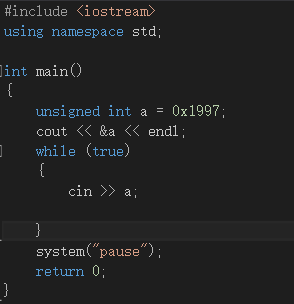 #include <iostream>
using namespace std;
int main()
{
unsigned int a = 0x1997;
cout << &a << endl;
while (true)
{
cin >> a;
}
system("pause");
return 0;
}